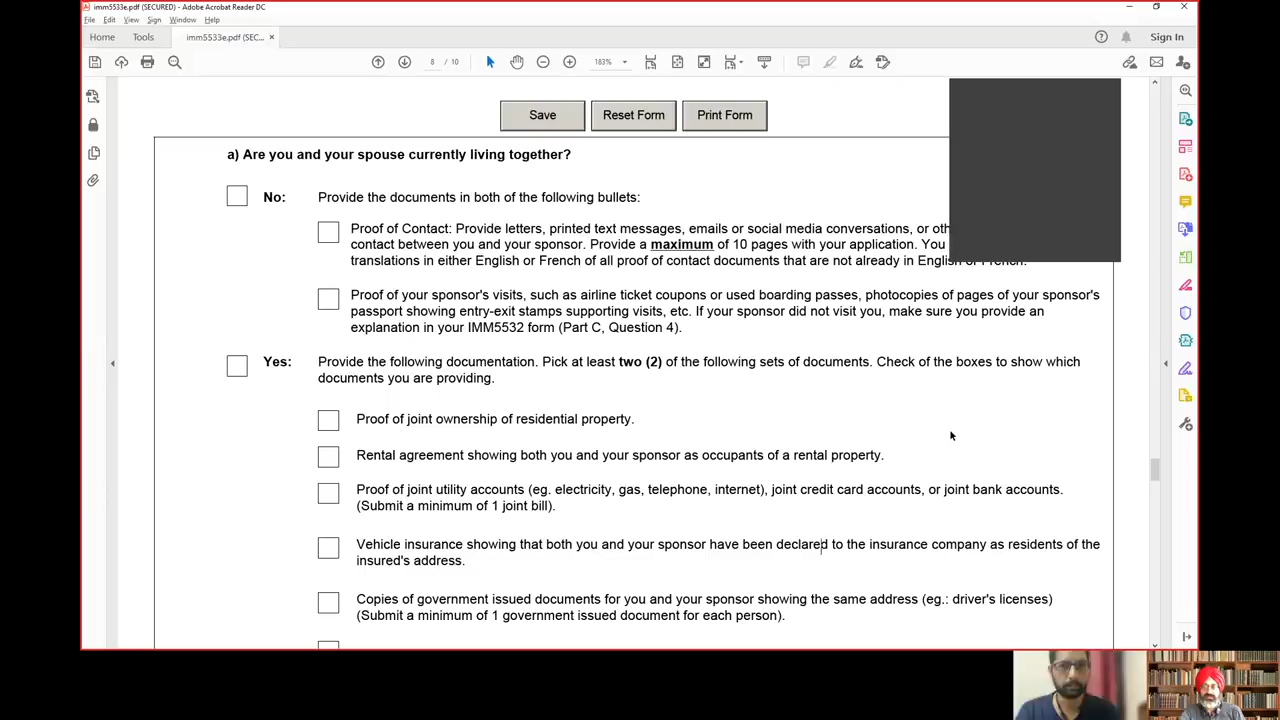 imm5533e.pdf (SECURED) - Adobe Acrobat Reader DC
File Edit View Sign Window Help
Home Tools imm5533e.pdf (SEC... × Sign In
8 / 10 183%
Save Reset Form Print Form
a) Are you and your spouse currently living together?
No: Provide the documents in both of the following bullets:
Proof of Contact: Provide letters, printed text messages, emails or social media conversations, or oth
contact between you and your sponsor. Provide a maximum of 10 pages with your application. You
translations in either English or French of all proof of contact documents that are not already in English or French.
Proof of your sponsor's visits, such as airline ticket coupons or used boarding passes, photocopies of pages of your sponsor's
passport showing entry-exit stamps supporting visits, etc. If your sponsor did not visit you, make sure you provide an
explanation in your IMM5532 form (Part C, Question 4).
Yes: Provide the following documentation. Pick at least two (2) of the following sets of documents. Check of the boxes to show which
documents you are providing.
Proof of joint ownership of residential property.
Rental agreement showing both you and your sponsor as occupants of a rental property.
Proof of joint utility accounts (eg. electricity, gas, telephone, internet), joint credit card accounts, or joint bank accounts.
(Submit a minimum of 1 joint bill).
Vehicle insurance showing that both you and your sponsor have been declared to the insurance company as residents of the
insured's address.
Copies of government issued documents for you and your sponsor showing the same address (eg.: driver's licenses)
(Submit a minimum of 1 government issued document for each person).